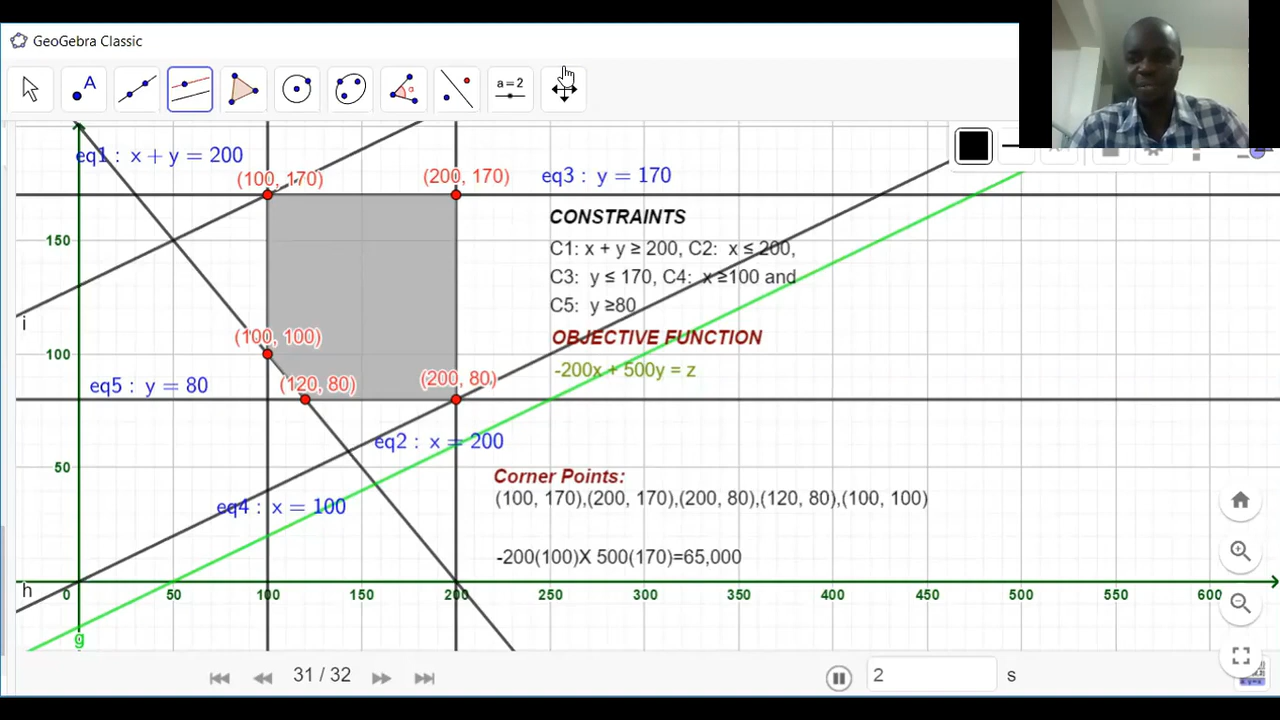 GeoGebra Classic
A
a = 2
eq1 : x + y = 200
(100, 170)
(200, 170)
eq3 : y = 170
CONSTRAINTS
150
C1: x + y ≥ 200, C2: x ≤ 200,
C3: y ≤ 170, C4: x ≥100 and
C5: y ≥80
i
(100, 100)
OBJECTIVE FUNCTION
100
-200x + 500y = z
eq5 : y = 80
(120, 80)
(200, 80)
eq2 : x = 200
50
Corner Points:
(100, 170),(200, 170),(200, 80),(120, 80),(100, 100)
eq4 : x = 100
-200(100)X 500(170)=65,000
h
0 50 100 150 200 250 300 350 400 450 500 550 600
g
31 / 32
2 s